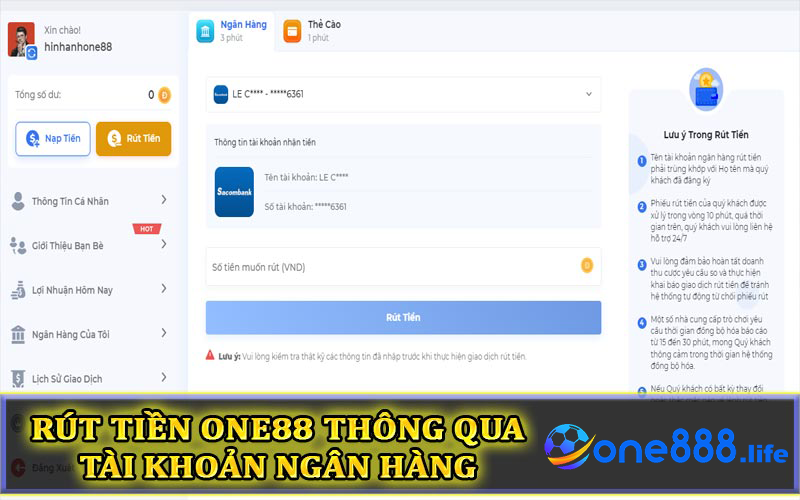 Xin chào!
hinhanhone88
Tổng số dư: 0
Nạp Tiền
Rút Tiền
Thông Tin Cá Nhân
HOT
Giới Thiệu Bạn Bè
Lợi Nhuận Hôm Nay
Ngân Hàng Của Tôi
Lịch Sử Giao Dịch
Đăng Xuất
Ngân Hàng
3 phút
Thẻ Cào
1 phút
LE C**** - *****6361
Thông tin tài khoản nhận tiền
Sacombank
Tên tài khoản: LE C****
Số tài khoản: *****6361
Số tiền muốn rút (VND)
Rút Tiền
Lưu ý: Vui lòng kiểm tra thật kỹ các thông tin đã nhập trước khi thực hiện giao dịch rút tiền.
Lưu ý Trong Rút Tiền
1 Tên tài khoản ngân hàng rút tiền
phải trùng khớp với Họ tên mà quý
khách đã đăng ký
2 Phiếu rút tiền của quý khách được
xử lý trong vòng 10 phút, quá thời
gian trên, quý khách vui lòng liên hệ
hỗ trợ 24/7
3 Vui lòng đảm bảo hoàn tất doanh
thu cược yêu cầu so và thực hiện
khai báo giao dịch rút tiền để tránh
hệ thống tự động từ chối phiếu rút
4 Một số nhà cung cấp trò chơi yêu
cầu thời gian đồng bộ hóa báo cáo
từ 15 đến 30 phút, mong Quý khách
thông cảm trong thời gian hệ thống
đồng bộ hóa.
Nếu Quý khách có bất kỳ thay đổi
RÚT TIỀN ONE88 THÔNG QUA
TÀI KHOẢN NGÂN HÀNG
one888.life